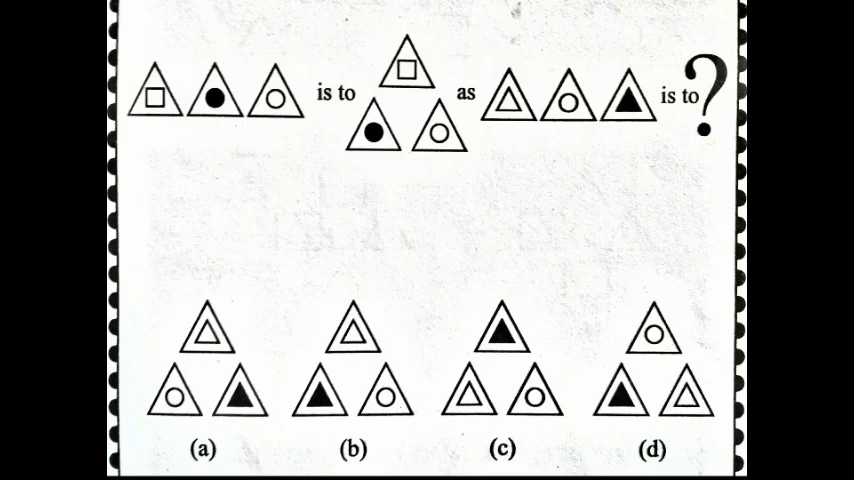 is to as is to ?
(a) (b) (c) (d)